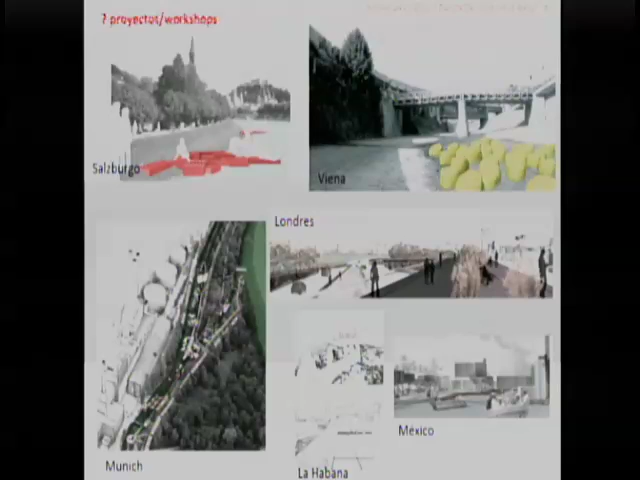 7 proyectos/workshops
Salzburgo
Viena
Londres
Munich
La Habana
México